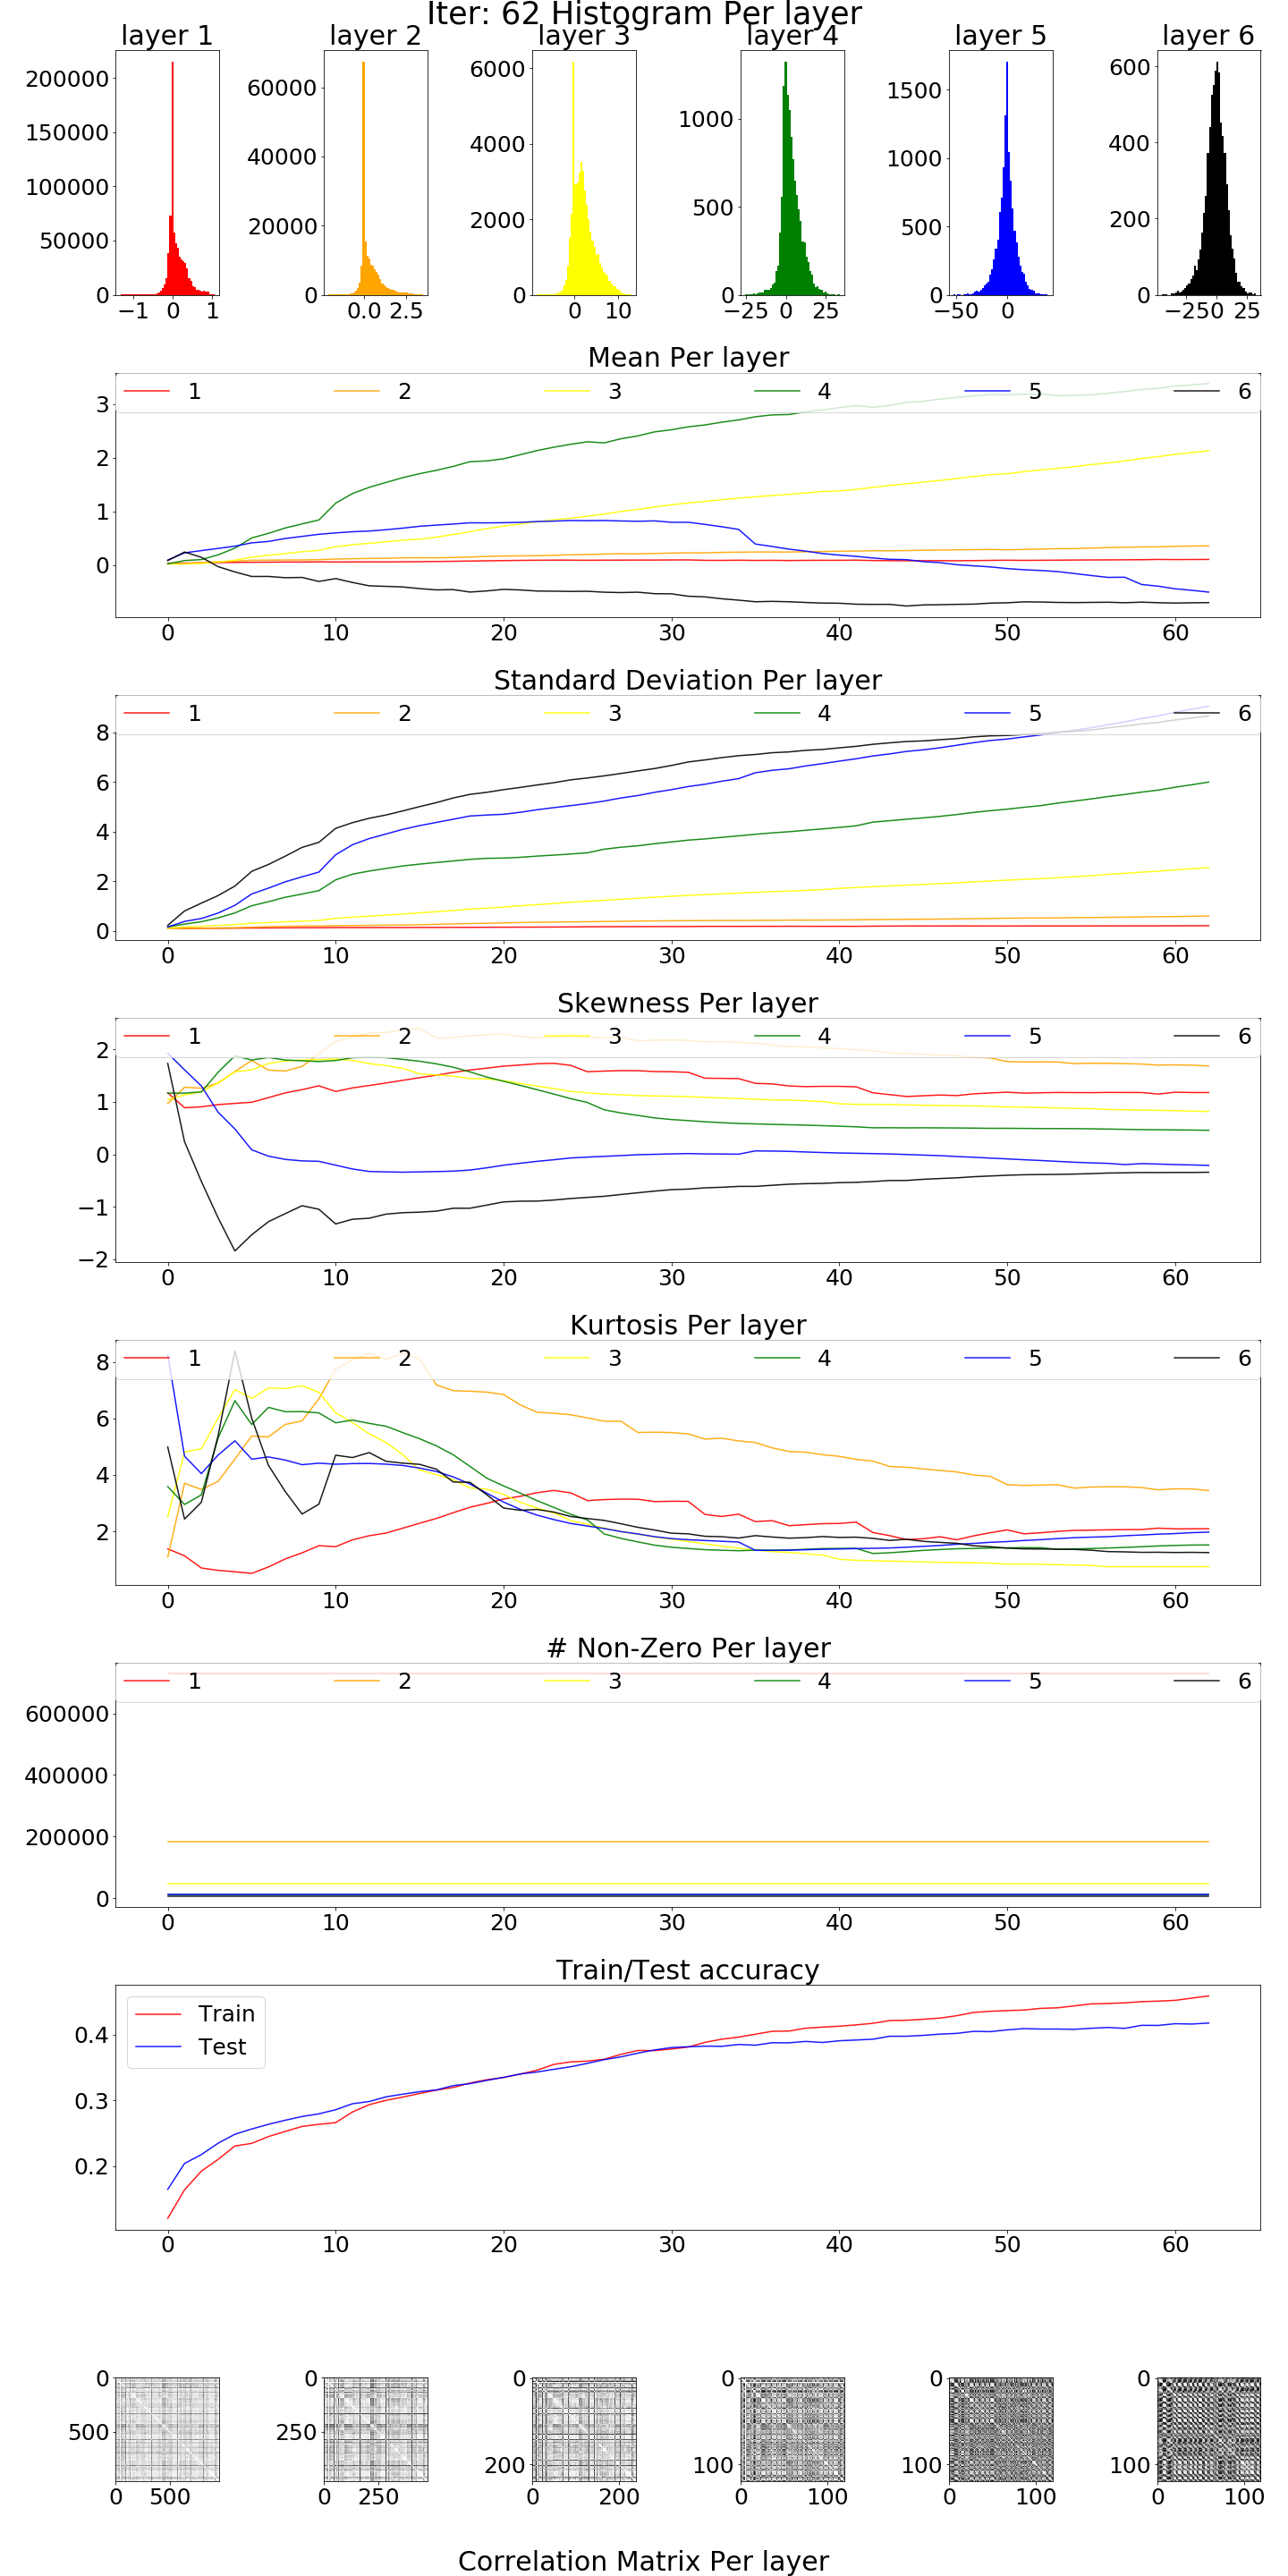 Iter: 62 Histogram Per layer
layer 1 layer 2 layer 3 layer 4 layer 5 layer 6
200000 150000 100000 50000 0
−1 0 1
60000 40000 20000 0
0.0 2.5
6000 4000 2000 0
0 10
1000 500 0
−25 0 25
1500 1000 500 0
−50 0
600 400 200 0
−25 0 25
Mean Per layer
1 2 3 4 5 6
3
2
1
0
0 10 20 30 40 50 60
Standard Deviation Per layer
1 2 3 4 5 6
8
6
4
2
0
0 10 20 30 40 50 60
Skewness Per layer
1 2 3 4 5 6
2
1
0
−1
−2
0 10 20 30 40 50 60
Kurtosis Per layer
1 2 3 4 5 6
8
6
4
2
0 10 20 30 40 50 60
# Non-Zero Per layer
1 2 3 4 5 6
600000
400000
200000
0
0 10 20 30 40 50 60
Train/Test accuracy
Train
Test
0.4
0.3
0.2
0 10 20 30 40 50 60
0 500
0 500
0 250
0 250
0 200
0 200
0 100
0 100
0 100
0 100
0 100
0 100
Correlation Matrix Per layer